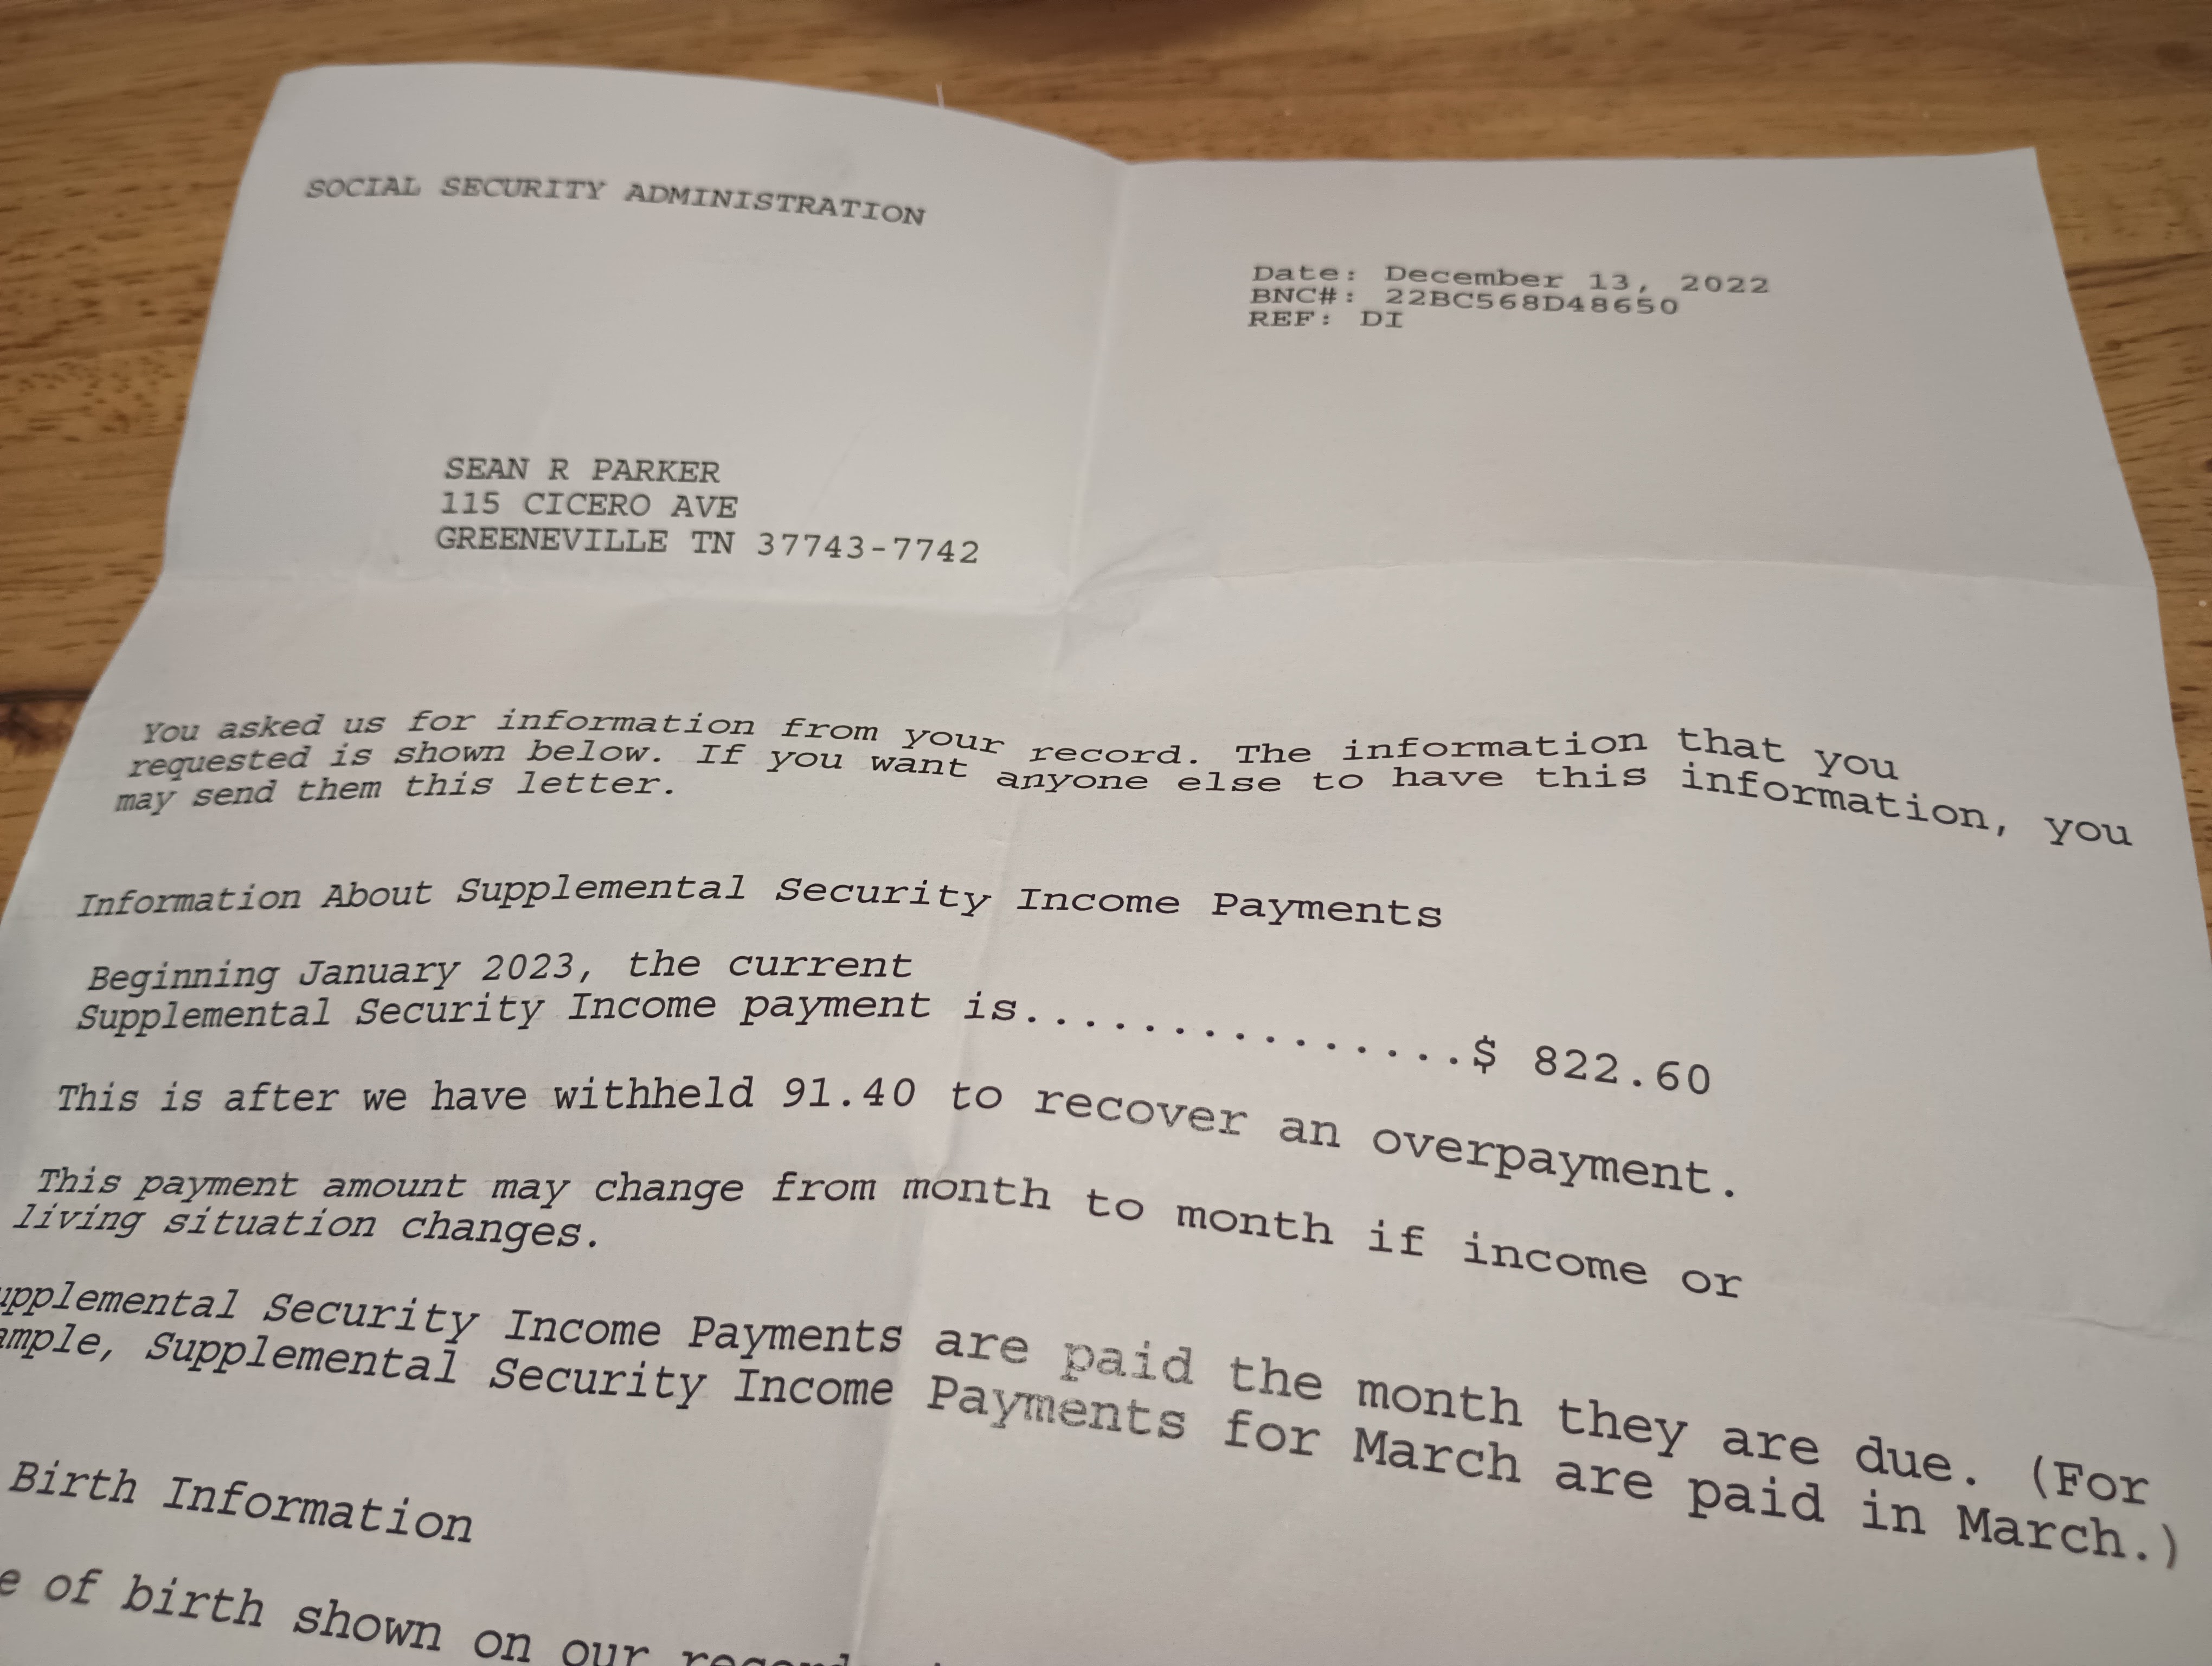 SOCIAL SECURITY ADMINISTRATION
Date: December 13, 2022
BNC#: 22BC568D48650
REF: DI
SEAN R PARKER
115 CICERO AVE
GREENEVILLE TN 37743-7742
You asked us for information from your record. The information that you
requested is shown below. If you want anyone else to have this information, you
may send them this letter.
Information About Supplemental Security Income Payments
Beginning January 2023, the current
Supplemental Security Income payment is...............$ 822.60
This is after we have withheld 91.40 to recover an overpayment.
This payment amount may change from month to month if income or
living situation changes.
upplemental Security Income Payments are paid the month they are due. (For
ample, Supplemental Security Income Payments for March are paid in March.)
Birth Information
e of birth shown on our